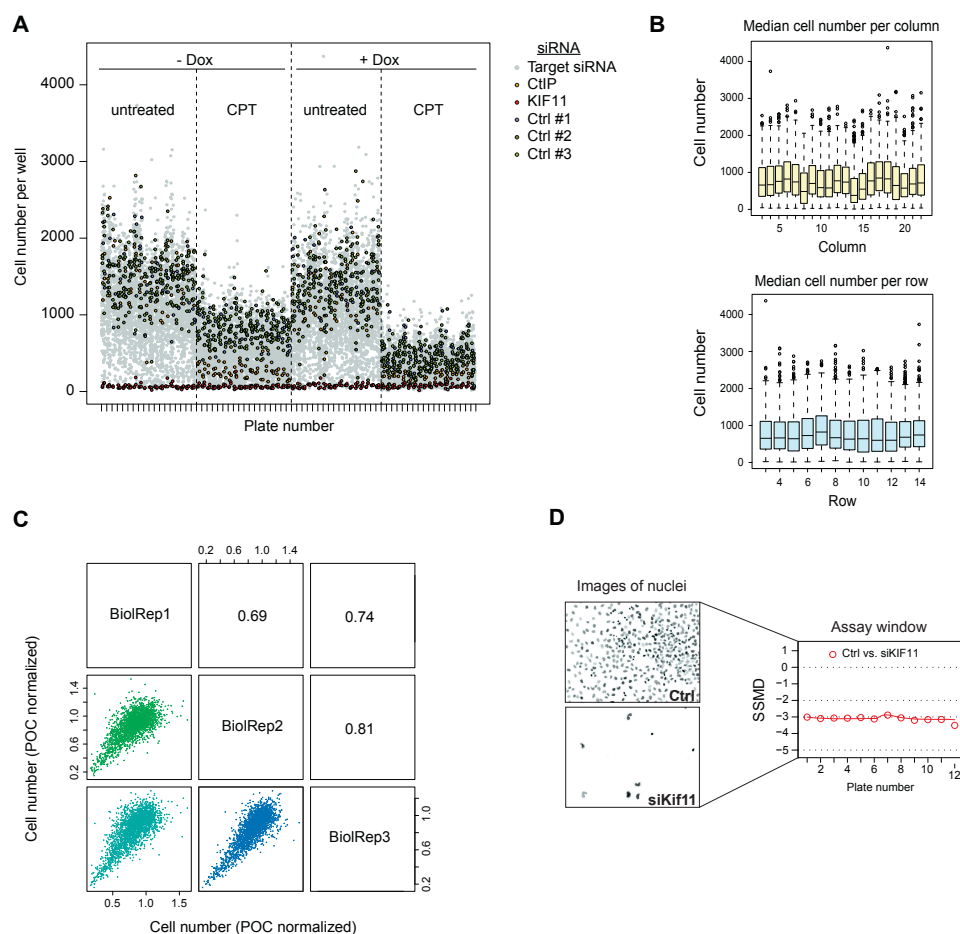 A
- Dox
+ Dox
untreated
CPT
untreated
CPT
4000
3000
2000
1000
0
Cell number per well
Plate number
siRNA
Target siRNA
CtIP
KIF11
Ctrl #1
Ctrl #2
Ctrl #3
B
Median cell number per column
Cell number
4000
3000
2000
1000
0
5 10 15 20
Column
Median cell number per row
Cell number
4000
3000
2000
1000
0
4 6 8 10 12 14
Row
C
0.2 0.6 1.0 1.4
BiolRep1
0.69
0.74
0.2 0.6 1.0 1.4
BiolRep2
0.81
BiolRep3
0.2 0.6 1.0
0.5 1.0 1.5
Cell number (POC normalized)
Cell number (POC normalized)
D
Images of nuclei
Ctrl
siKif11
Assay window
Ctrl vs. siKIF11
SSMD
1
0
−1
−2
−3
−4
−5
2 4 6 8 10 12
Plate number